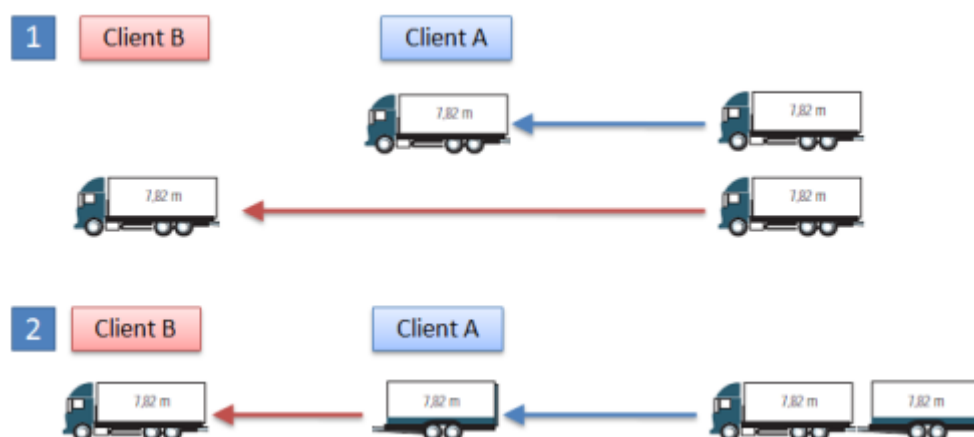 1 Client B Client A
7,82 m 7,82 m
7,82 m 7,82 m
2 Client B Client A
7,82 m 7,82 m 7,82 m 7,82 m